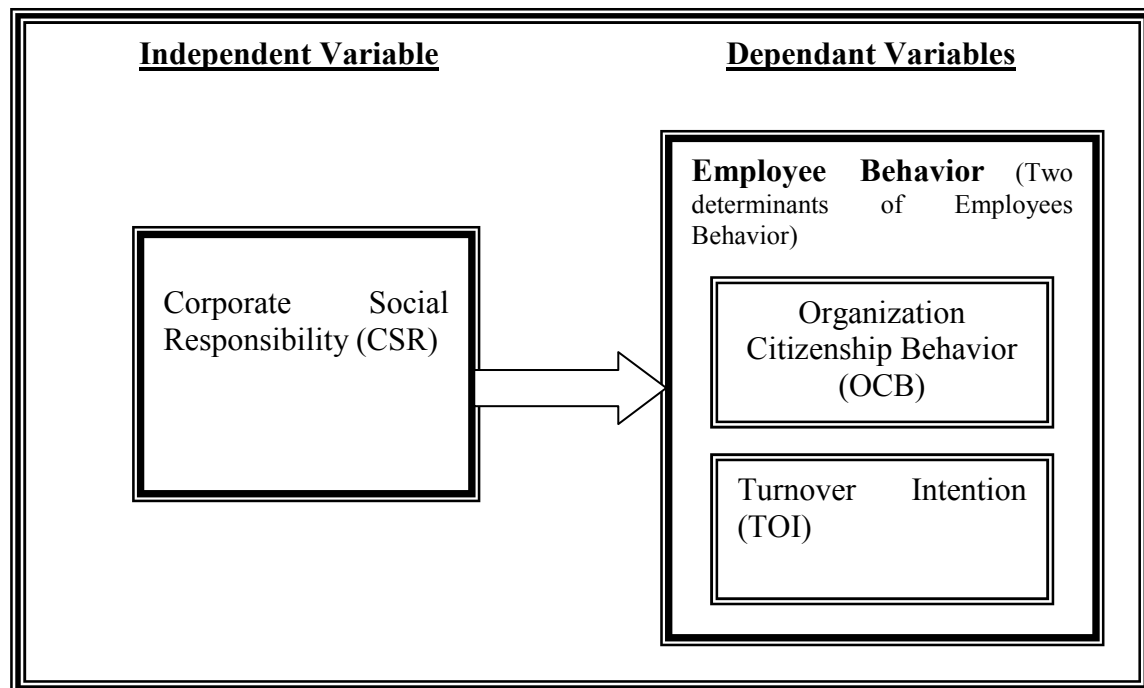 Independent Variable
Dependant Variables
Corporate Social
Responsibility (CSR)
Employee Behavior (Two
determinants of Employees
Behavior)
Organization
Citizenship Behavior
(OCB)
Turnover Intention
(TOI)